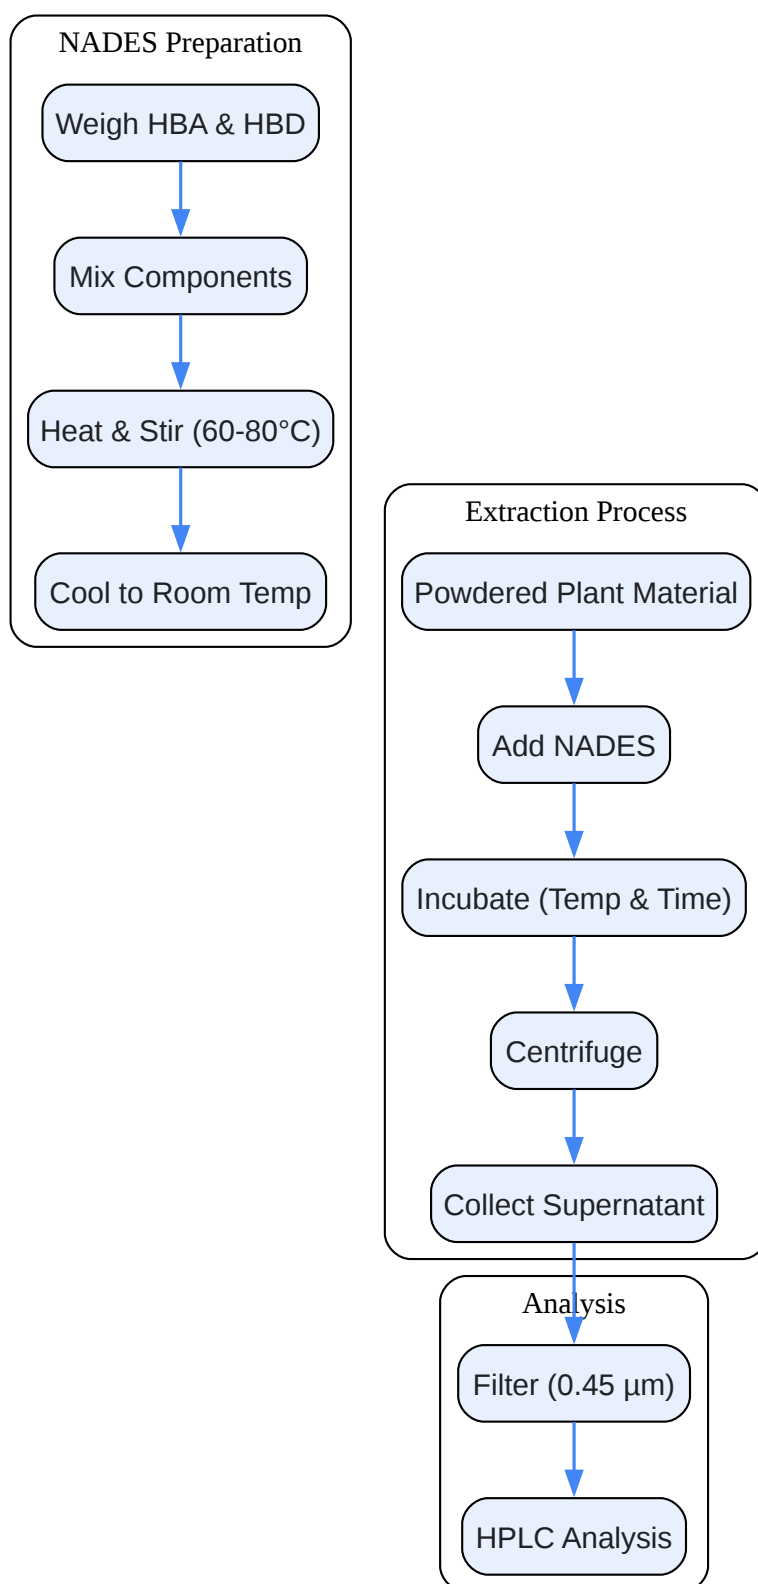 NADES Preparation
Weigh HBA & HBD
Mix Components
Heat & Stir (60-80°C)
Cool to Room Temp
Extraction Process
Powdered Plant Material
Add NADES
Incubate (Temp & Time)
Centrifuge
Collect Supernatant
Analysis
Filter (0.45 µm)
HPLC Analysis